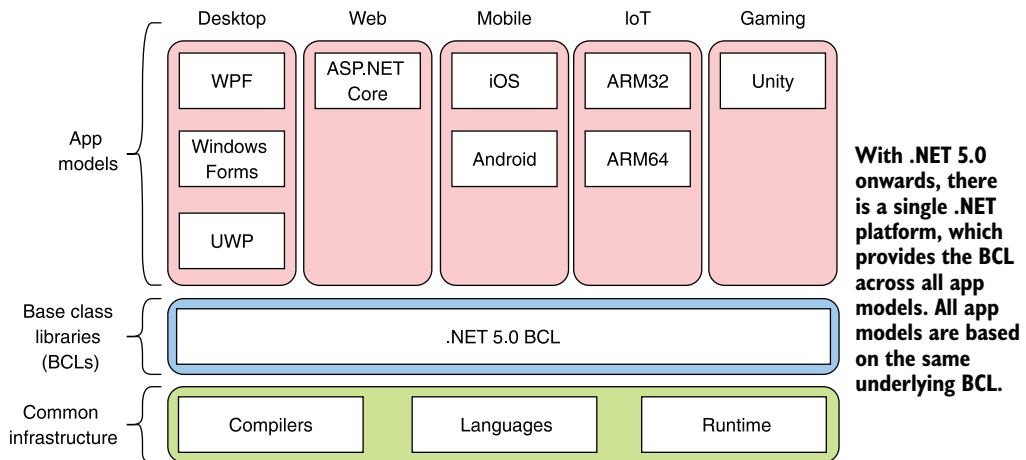 Desktop
Web
Mobile
IoT
Gaming
App
models
WPF
Windows
Forms
UWP
ASP.NET
Core
iOS
Android
ARM32
ARM64
Unity
With .NET 5.0
onwards, there
is a single .NET
platform, which
provides the BCL
across all app
models. All app
models are based
on the same
underlying BCL.
Base class
libraries
(BCLs)
.NET 5.0 BCL
Common
infrastructure
Compilers
Languages
Runtime